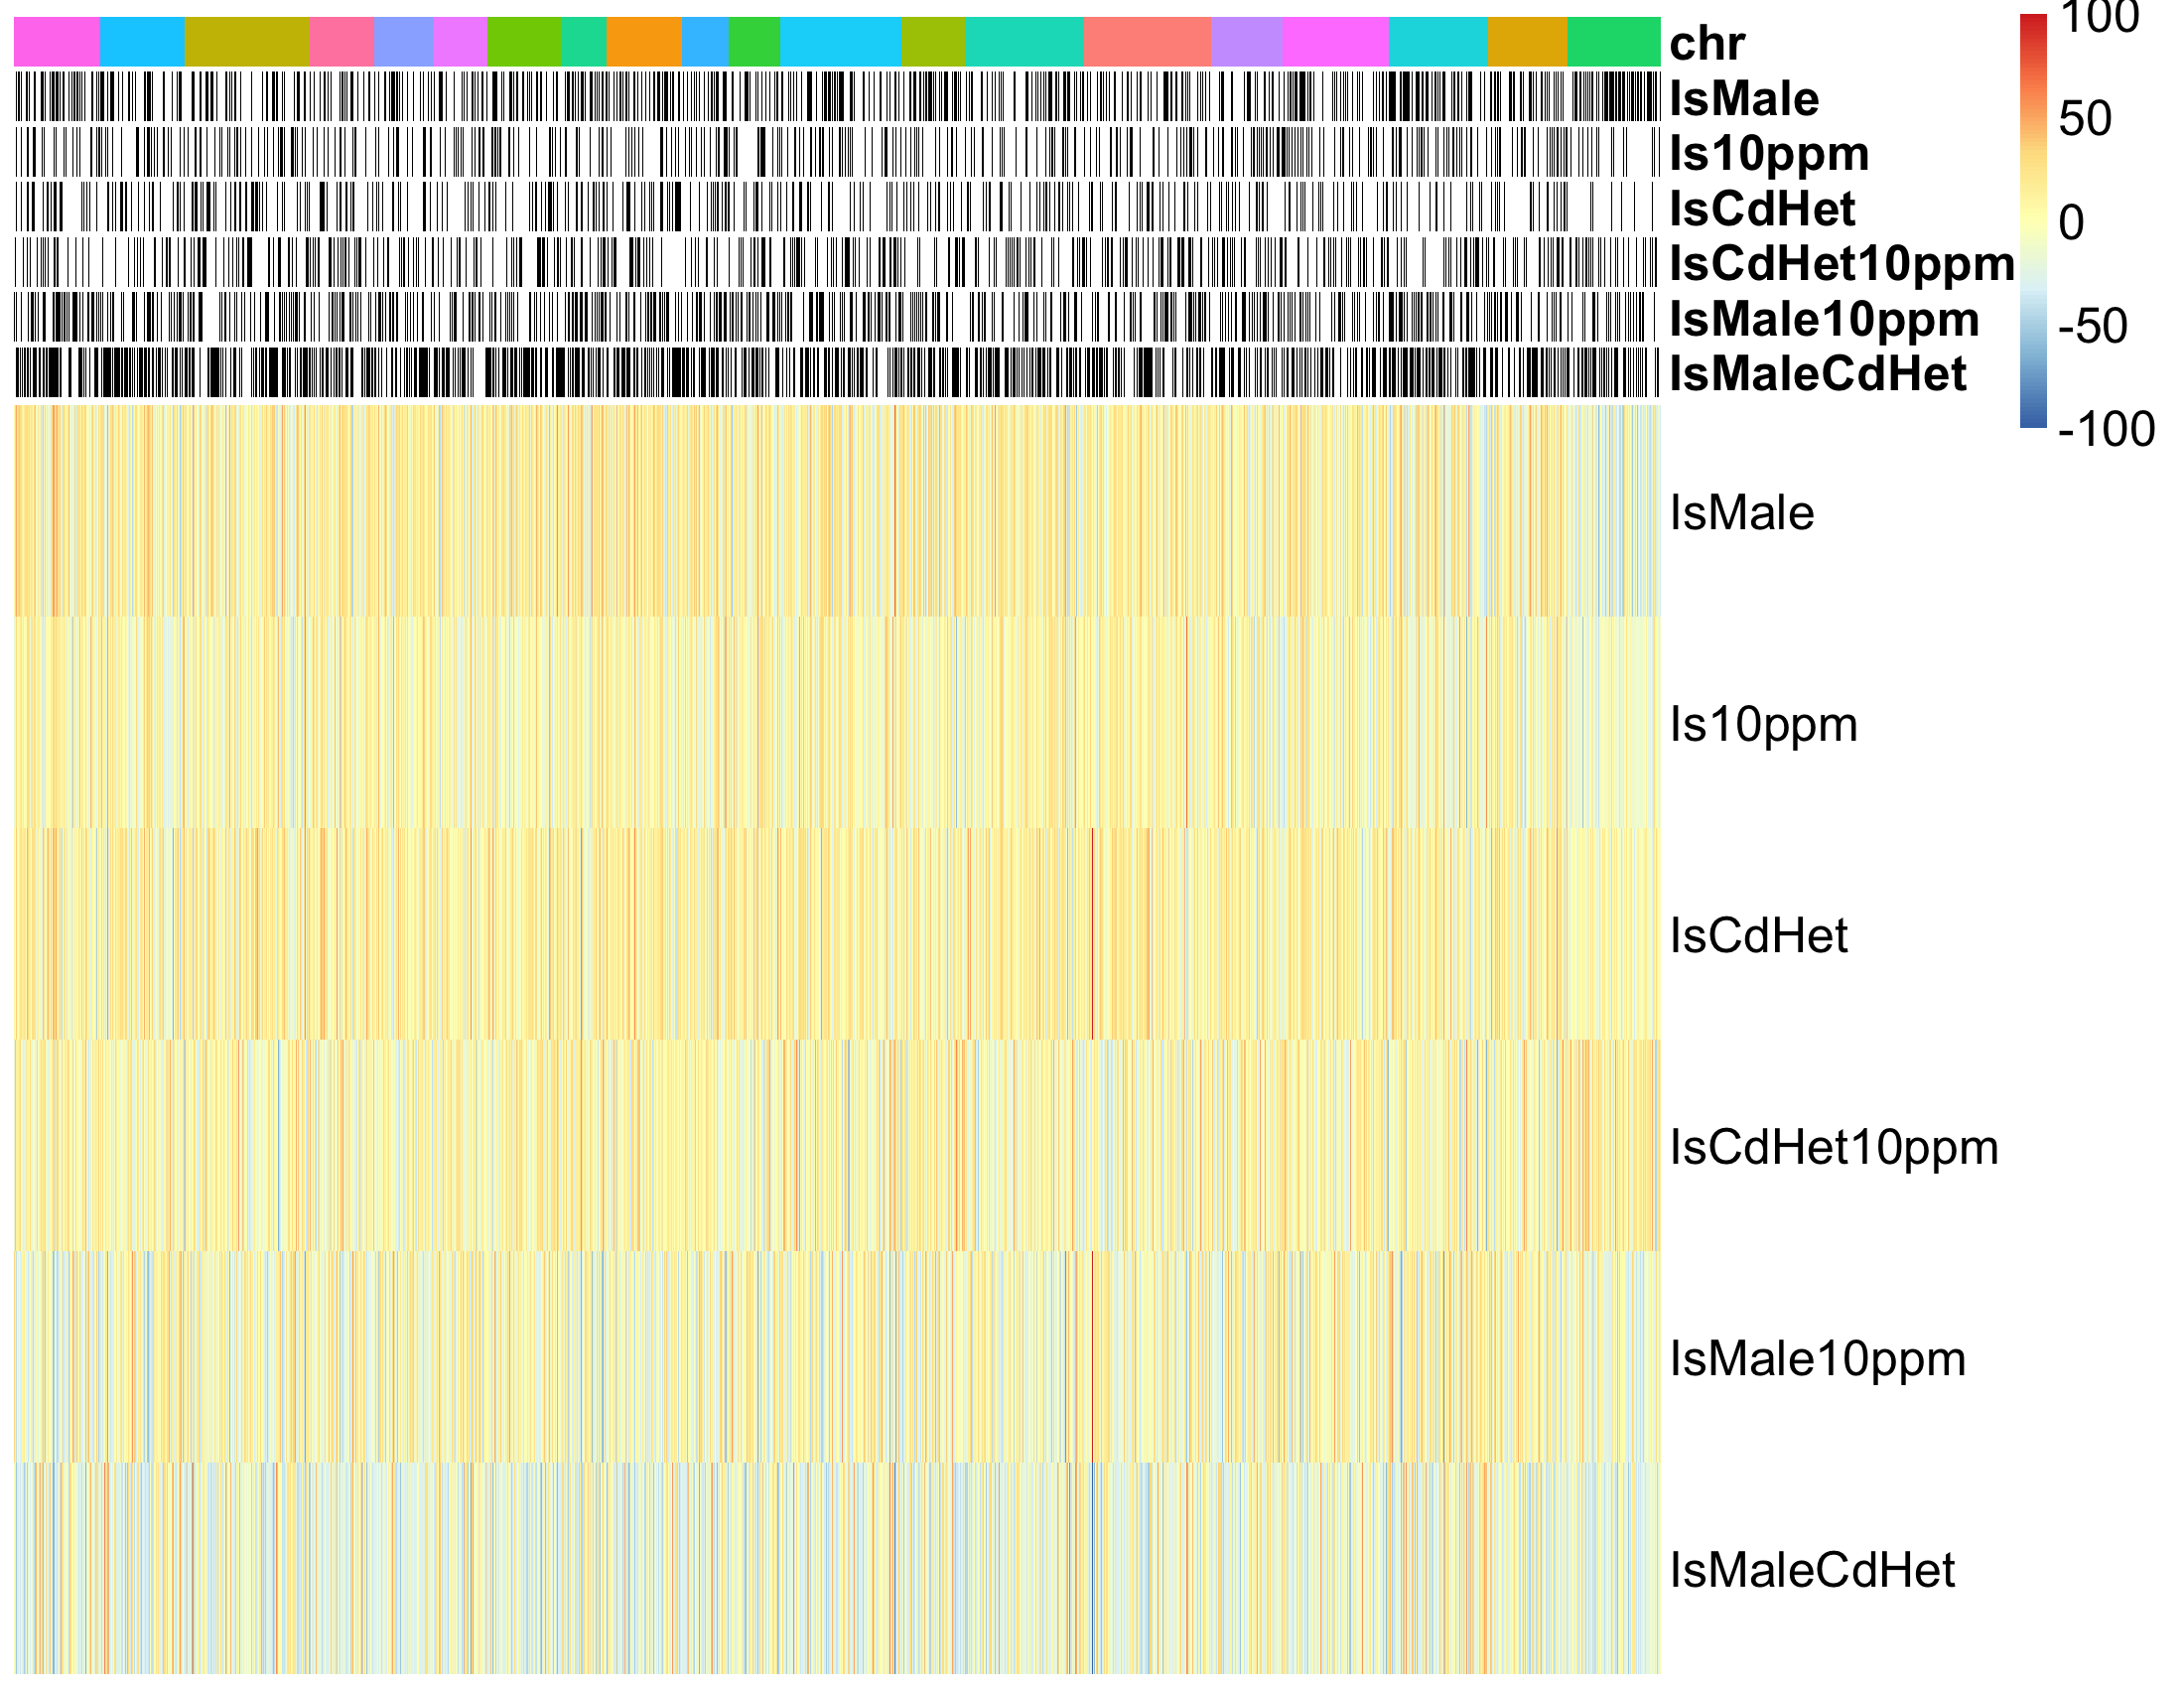 chr
IsMale
Is10ppm
IsCdHet
IsCdHet10ppm
IsMale10ppm
IsMaleCdHet
100
50
0
-50
-100
IsMale
Is10ppm
IsCdHet
IsCdHet10ppm
IsMale10ppm
IsMaleCdHet